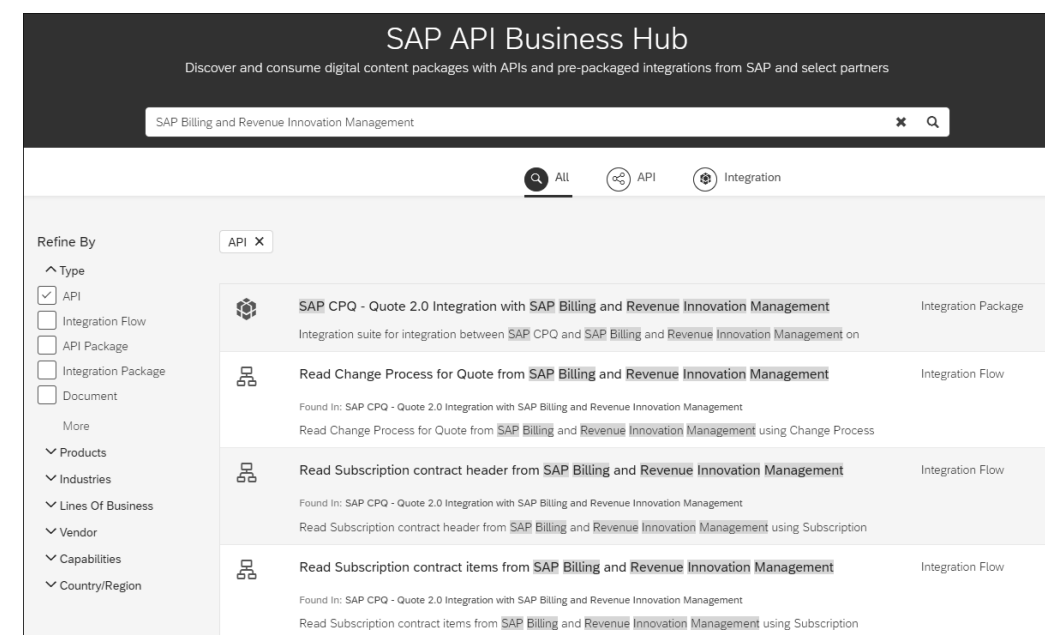 SAP API Business Hub
Discover and consume digital content packages with APIs and pre-packaged integrations from SAP and select partners
SAP Billing and Revenue Innovation Management
All
API
Integration
Refine By
API
Type
API
Integration Flow
API Package
Integration Package
Document
More
Products
Industries
Lines Of Business
Vendor
Capabilities
Country/Region
SAP CPQ - Quote 2.0 Integration with SAP Billing and Revenue Innovation Management
Integration Package
Integration suite for integration between SAP CPQ and SAP Billing and Revenue Innovation Management on
Read Change Process for Quote from SAP Billing and Revenue Innovation Management
Integration Flow
Found In: SAP CPQ - Quote 2.0 Integration with SAP Billing and Revenue Innovation Management
Read Change Process for Quote from SAP Billing and Revenue Innovation Management using Change Process
Read Subscription contract header from SAP Billing and Revenue Innovation Management
Integration Flow
Found In: SAP CPQ - Quote 2.0 Integration with SAP Billing and Revenue Innovation Management
Read Subscription contract header from SAP Billing and Revenue Innovation Management using Subscription
Read Subscription contract items from SAP Billing and Revenue Innovation Management
Integration Flow
Found In: SAP CPQ - Quote 2.0 Integration with SAP Billing and Revenue Innovation Management
Read Subscription contract items from SAP Billing and Revenue Innovation Management using Subscription